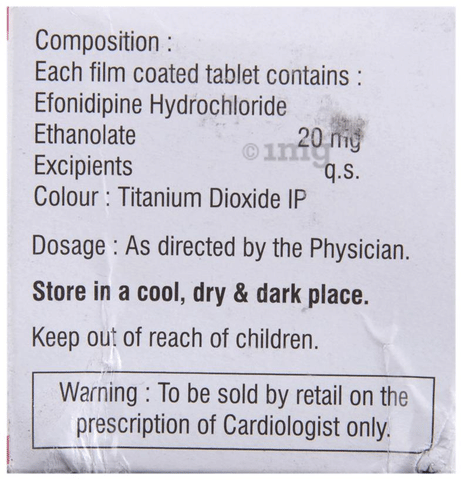 Composition :
Each film coated tablet contains :
Efonidipine Hydrochloride
Ethanolate 20 mg
©1mg
Excipients q.s.
Colour : Titanium Dioxide IP
Dosage : As directed by the Physician.
Store in a cool, dry & dark place.
Keep out of reach of children.
Warning : To be sold by retail on the
prescription of Cardiologist only.